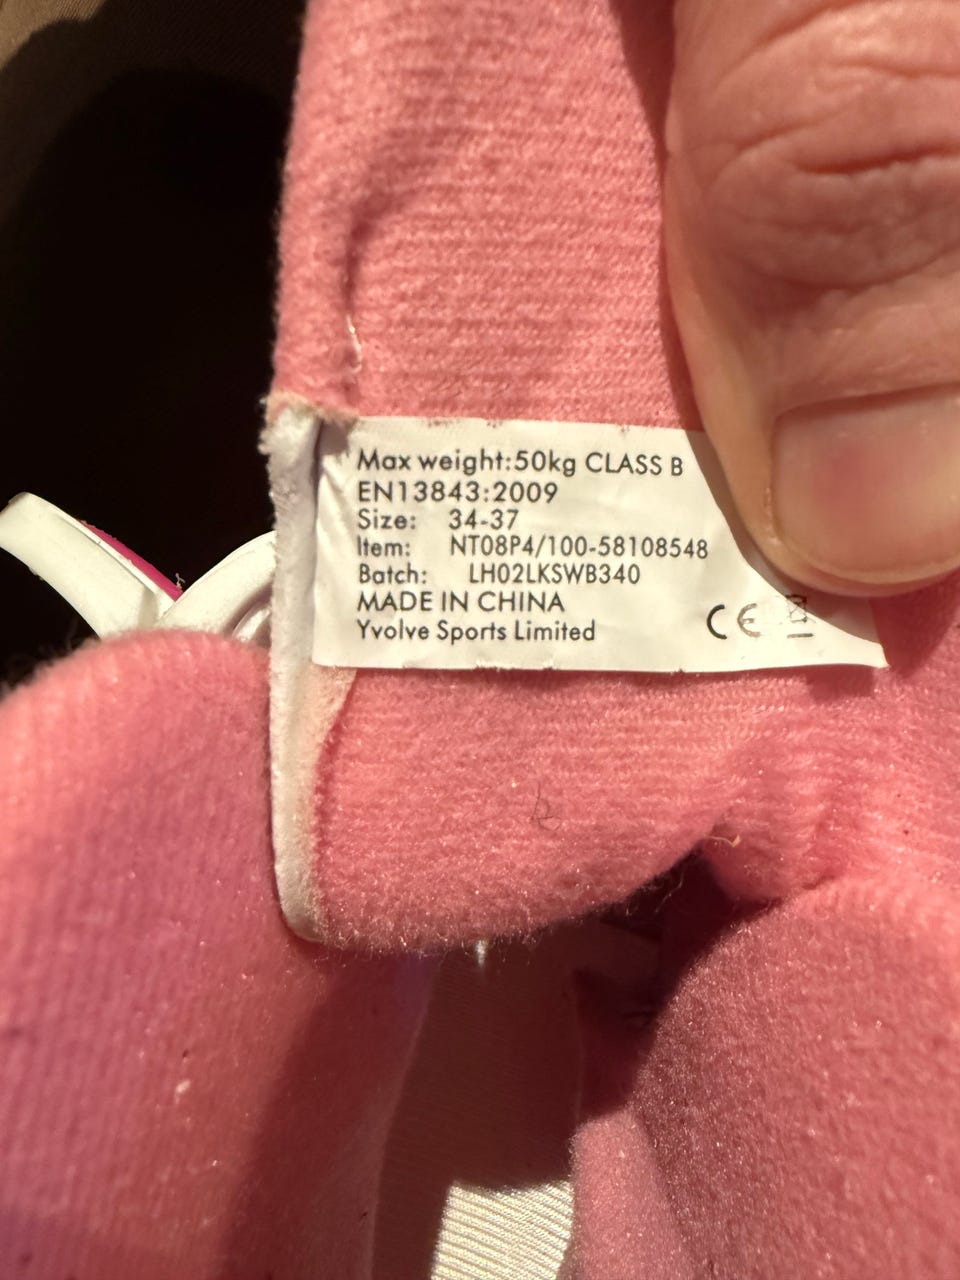 Max weight:50kg CLASS B
EN13843:2009
Size: 34-37
Item: NT08P4/100-58108548
Batch: LH02LKSWB340
MADE IN CHINA
Yvolve Sports Limited CE